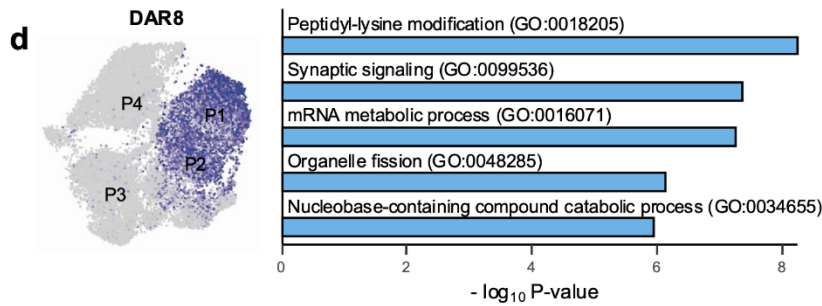 d
DAR8
P4
P1
P2
P3
Peptidyl-lysine modification (GO:0018205)
Synaptic signaling (GO:0099536)
mRNA metabolic process (GO:0016071)
Organelle fission (GO:0048285)
Nucleobase-containing compound catabolic process (GO:0034655)
0 2 4 6 8
- log10 P-value